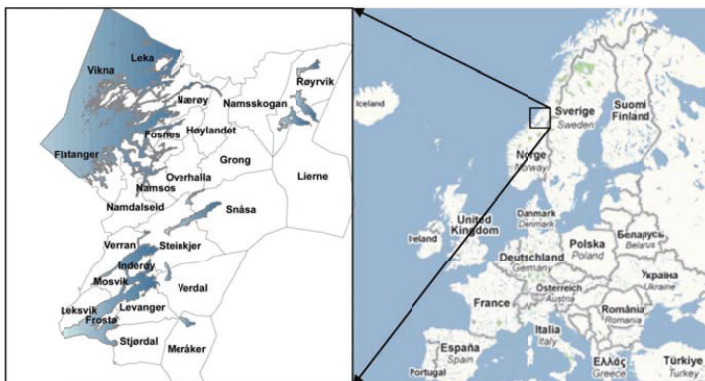 Leka
Vikna
Røyrvik
Nærøy
Namsskogan
Fosnes
Høylandet
Flatanger
Grong
Lierne
Overhalla
Namsos
Namdalseid
Snåsa
Verran
Steinkjer
Inderøy
Mosvik
Verdal
Leksvik
Levanger
Frosta
Stjørdal
Meråker
Iceland
Sverige
Sweden
Suomi
Finland
Norge
Norway
United
Kingdom
Danmark
Denmark
Ireland
Беларусь
Belarus
Polska
Poland
Deutschland
Germany
Україна
Ukraine
Österreich
Austria
France
România
Romania
Italia
Italy
España
Spain
Portugal
Ελλάς
Greece
Türkiye
Turkey